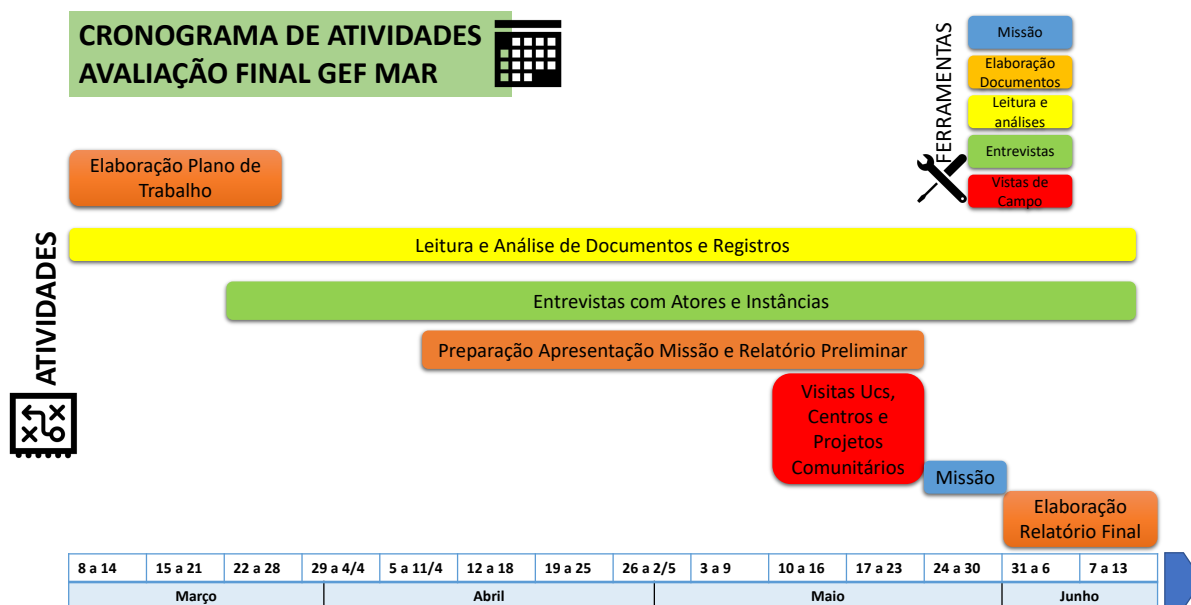 CRONOGRAMA DE ATIVIDADES
AVALIAÇÃO FINAL GEF MAR
FERRAMENTAS
Missão
Elaboração
Documentos
Leitura e
análises
Entrevistas
Vistas de
Campo
ATIVIDADES
Elaboração Plano de
Trabalho
Leitura e Análise de Documentos e Registros
Entrevistas com Atores e Instâncias
Preparação Apresentação Missão e Relatório Preliminar
Visitas Ucs,
Centros e
Projetos
Comunitários
Missão
Elaboração
Relatório Final
8 a 14 15 a 21 22 a 28 29 a 4/4 5 a 11/4 12 a 18 19 a 25 26 a 2/5 3 a 9 10 a 16 17 a 23 24 a 30 31 a 6 7 a 13
Março Abril Maio Junho